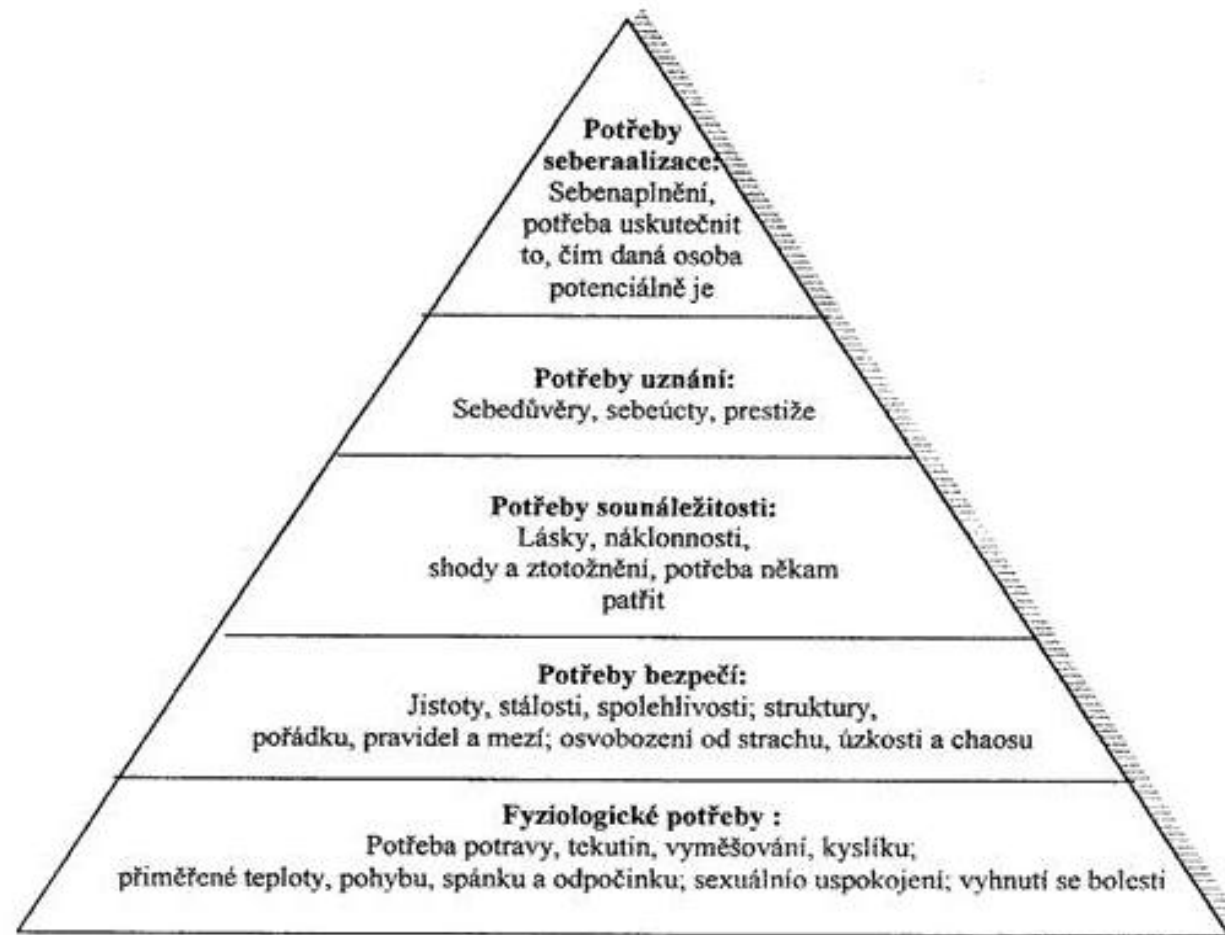 Potřeby
seberaalizace:
Sebenaplnění,
potřeba uskutečnit
to, čím daná osoba
potenciálně je
Potřeby uznání:
Sebedůvěry, sebeúcty, prestiže
Potřeby sounáležitosti:
Lásky, náklonnosti,
shody a ztotožnění, potřeba někam
patřit
Potřeby bezpečí:
Jistoty, stálosti, spolehlivosti; struktury,
pořádku, pravidel a mezí; osvobození od strachu, úzkosti a chaosu
Fyziologické potřeby :
Potřeba potravy, tekutin, vyměšování, kyslíku;
přiměřené teploty, pohybu, spánku a odpočinku; sexuálnío uspokojení; vyhnutí se bolesti